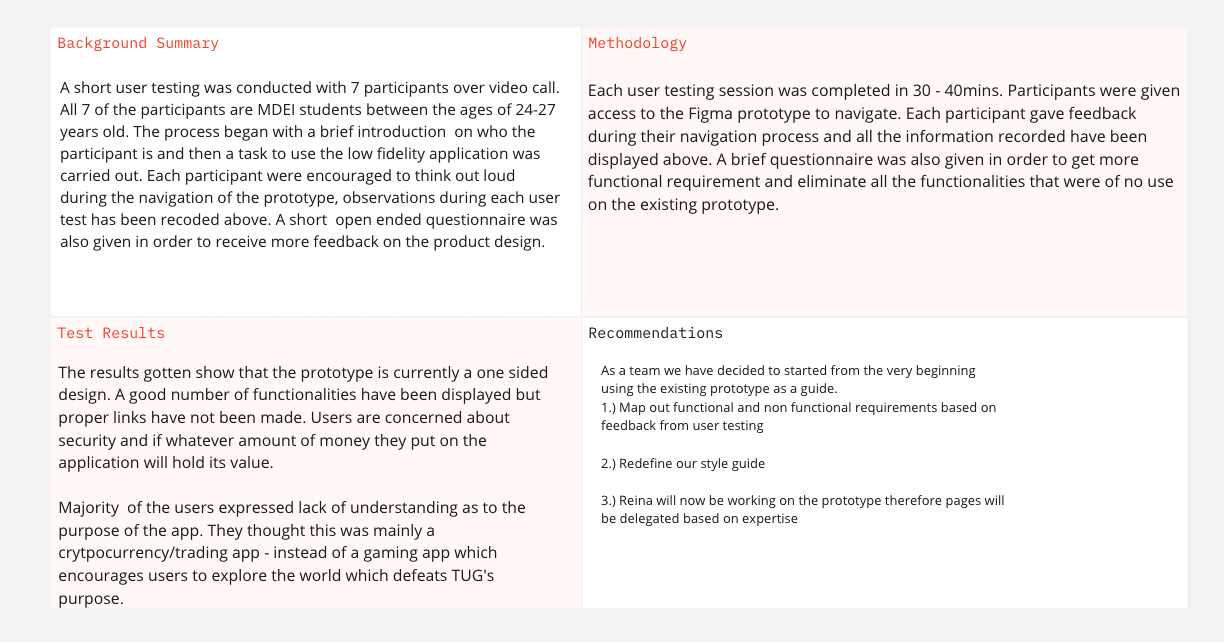 Background Summary
A short user testing was conducted with 7 participants over video call.
All 7 of the participants are MDEI students between the ages of 24-27
years old. The process began with a brief introduction  on who the
participant is and then a task to use the low fidelity application was
carried out. Each participant were encouraged to think out loud
during the navigation of the prototype, observations during each user
test has been recoded above. A short  open ended questionnaire was
also given in order to receive more feedback on the product design.
Methodology
Each user testing session was completed in 30 - 40mins. Participants were given
access to the Figma prototype to navigate. Each participant gave feedback
during their navigation process and all the information recorded have been
displayed above. A brief questionnaire was also given in order to get more
functional requirement and eliminate all the functionalities that were of no use
on the existing prototype.
Test Results
The results gotten show that the prototype is currently a one sided
design. A good number of functionalities have been displayed but
proper links have not been made. Users are concerned about
security and if whatever amount of money they put on the
application will hold its value.
Majority  of the users expressed lack of understanding as to the
purpose of the app. They thought this was mainly a
crytpocurrency/trading app - instead of a gaming app which
encourages users to explore the world which defeats TUG's
purpose.
Recommendations
As a team we have decided to started from the very beginning
using the existing prototype as a guide.
1.) Map out functional and non functional requirements based on
feedback from user testing
2.) Redefine our style guide
3.) Reina will now be working on the prototype therefore pages will
be delegated based on expertise